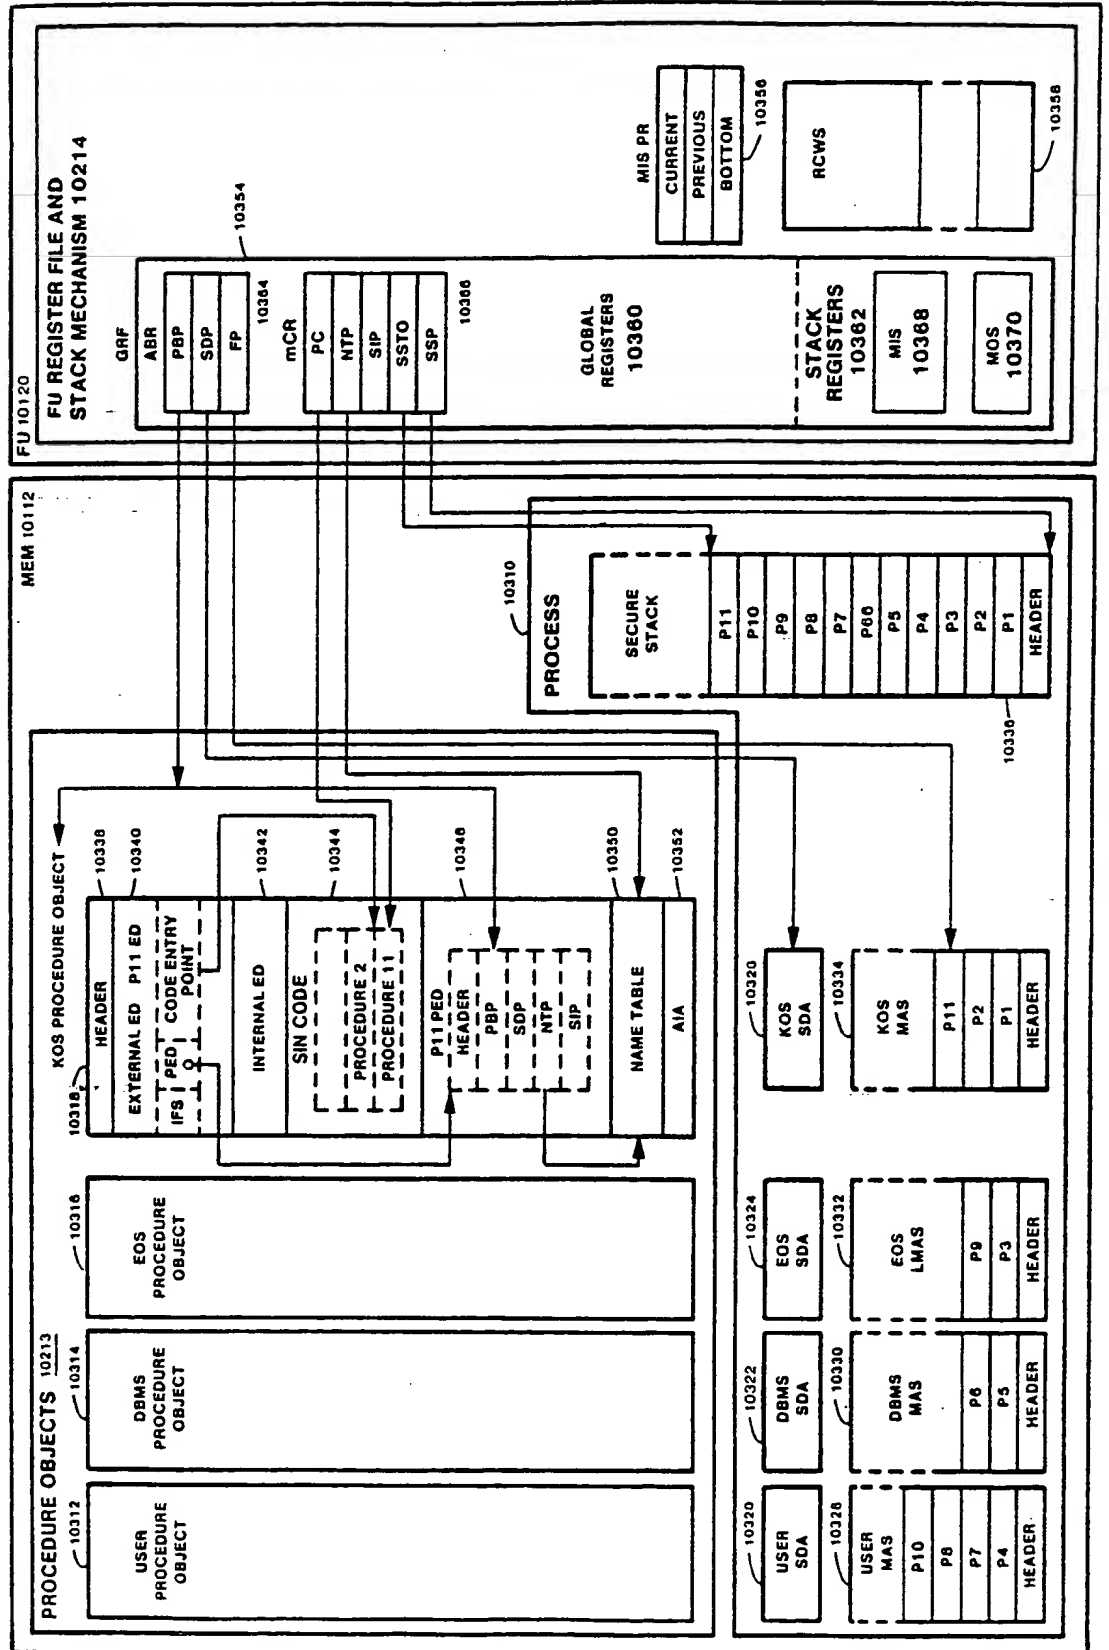 PROCEDURE OBJECTS 10213
10312
USER
PROCEDURE
OBJECT
10314
DBMS
PROCEDURE
OBJECT
10316
EOS
PROCEDURE
OBJECT
KOS PROCEDURE OBJECT
10318
HEADER
10338
EXTERNAL ED P11 ED
10340
IFS PED CODE ENTRY
POINT
INTERNAL ED
10342
SIN CODE
10344
PROCEDURE 2
PROCEDURE 11
P11 PED
10346
HEADER
PBP
SDP
NTP
SIP
NAME TABLE
10350
AIA
10352
MEM 10112
10310
PROCESS
10320
USER
SDA
10322
DBMS
SDA
10324
EOS
SDA
10320
KOS
SDA
10328
USER
MAS
P10
P8
P7
P4
HEADER
10330
DBMS
MAS
P6
P5
HEADER
10332
EOS
LMAS
P9
P3
HEADER
10334
KOS
MAS
P11
P2
P1
HEADER
SECURE
STACK
P11
P10
P9
P8
P7
P66
P5
P4
P3
P2
P1
HEADER
10336
FU 10120
FU REGISTER FILE AND
STACK MECHANISM 10214
GRF
10354
ABR
PBP
SDP
FP
10364
mCR
PC
NTP
SIP
SSTO
SSP
10366
GLOBAL
REGISTERS
10360
STACK
REGISTERS
10362
MIS
10368
MOS
10370
MIS PR
CURRENT
PREVIOUS
BOTTOM
10356
RCWS
10358